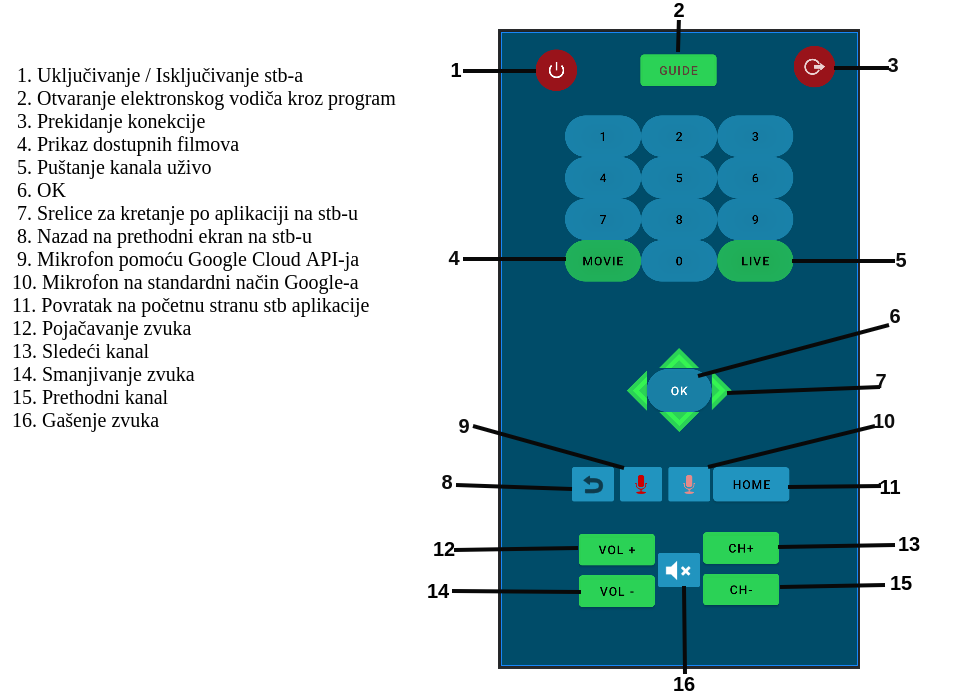 1. Uključivanje / Isključivanje stb-a
2. Otvaranje elektronskog vodiča kroz program
3. Prekidanje konekcije
4. Prikaz dostupnih filmova
5. Puštanje kanala uživo
6. OK
7. Srelice za kretanje po aplikaciji na stb-u
8. Nazad na prethodni ekran na stb-u
9. Mikrofon pomoću Google Cloud API-ja
10. Mikrofon na standardni način Google-a
11. Povratak na početnu stranu stb aplikacije
12. Pojačavanje zvuka
13. Sledeći kanal
14. Smanjivanje zvuka
15. Prethodni kanal
16. Gašenje zvuka
2
1 GUIDE 3
1 2 3
4 5 6
7 8 9
4 MOVIE 0 LIVE 5
6
OK 7
9 10
8 HOME 11
12 VOL + CH+ 13
14 VOL - CH- 15
16